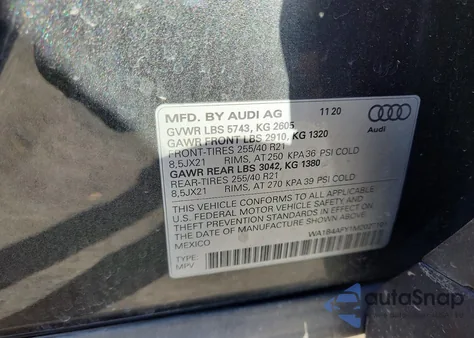 MFD. BY AUDI AG 11 20
GVWR LBS 5743, KG 2605
GAWR FRONT LBS 2910, KG 1320
FRONT-TIRES 255/40 R21
8,5JX21 RIMS, AT 250 KPA 36 PSI COLD
GAWR REAR LBS 3042, KG 1380
REAR-TIRES 255/40 R21
8,5JX21 RIMS, AT 270 KPA 39 PSI COLD
THIS VEHICLE CONFORMS TO ALL APPLICABLE
U.S. FEDERAL MOTOR VEHICLE SAFETY AND
THEFT PREVENTION STANDARDS IN EFFECT ON THE
DATE OF MANUFACTURE SHOWN ABOVE.
MEXICO
TYPE:
MPV
Audi
autoSnap